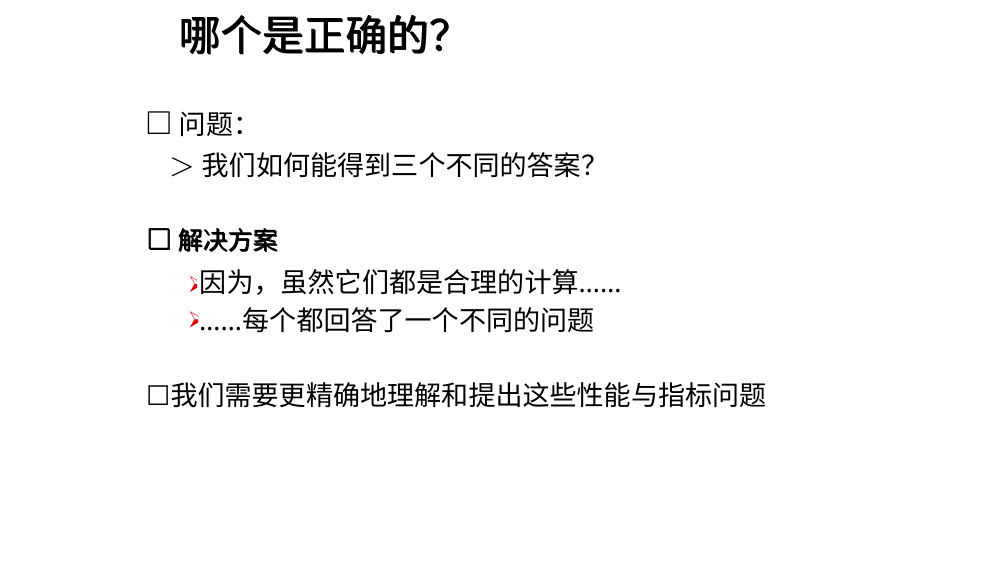 哪个是正确的？
□ 问题：
＞ 我们如何能得到三个不同的答案？
□ 解决方案
➢因为，虽然它们都是合理的计算……
➢……每个都回答了一个不同的问题
□我们需要更精确地理解和提出这些性能与指标问题